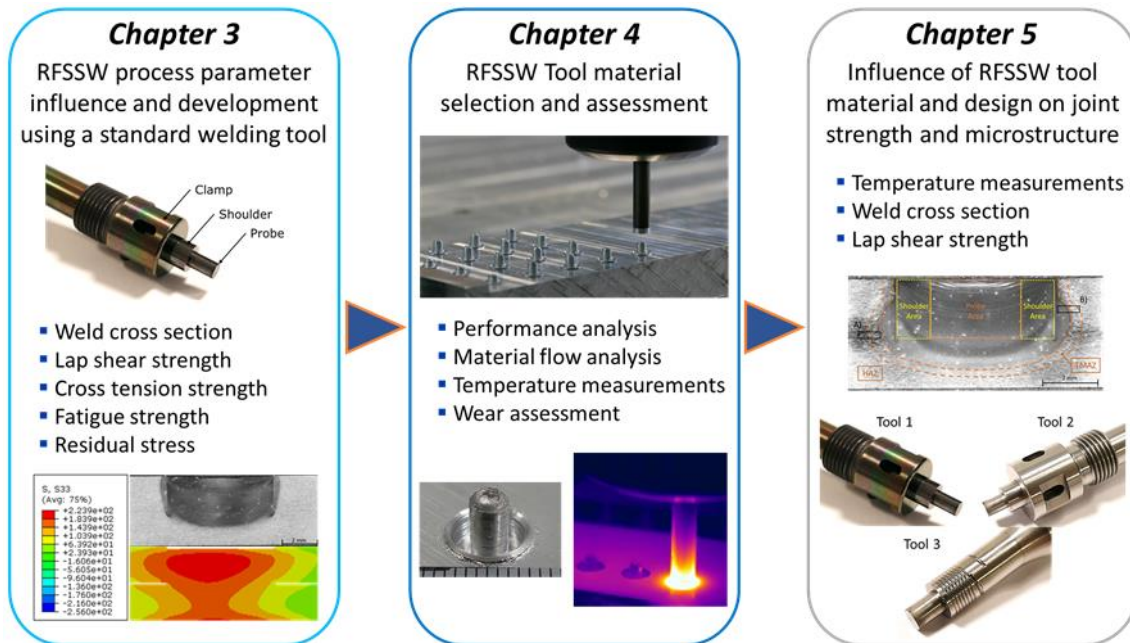 Chapter 3
RFSSW process parameter
influence and development
using a standard welding tool
Clamp
Shoulder
Probe
▪ Weld cross section
▪ Lap shear strength
▪ Cross tension strength
▪ Fatigue strength
▪ Residual stress
S, S33
(Avg: 75%)
+2.239e+02
+1.839e+02
+1.439e+02
+1.039e+02
+6.392e+01
+2.393e+01
-1.606e+01
-5.605e+01
-9.604e+01
-1.360e+02
-1.760e+02
-2.160e+02
-2.560e+02
2 mm
Chapter 4
RFSSW Tool material
selection and assessment
▪ Performance analysis
▪ Material flow analysis
▪ Temperature measurements
▪ Wear assessment
Chapter 5
Influence of RFSSW tool
material and design on joint
strength and microstructure
▪ Temperature measurements
▪ Weld cross section
▪ Lap shear strength
Shoulder
Area
Probe
Area
Shoulder
Area
A)
B)
HAZ
TMAZ
2 mm
Tool 1
Tool 2
Tool 3